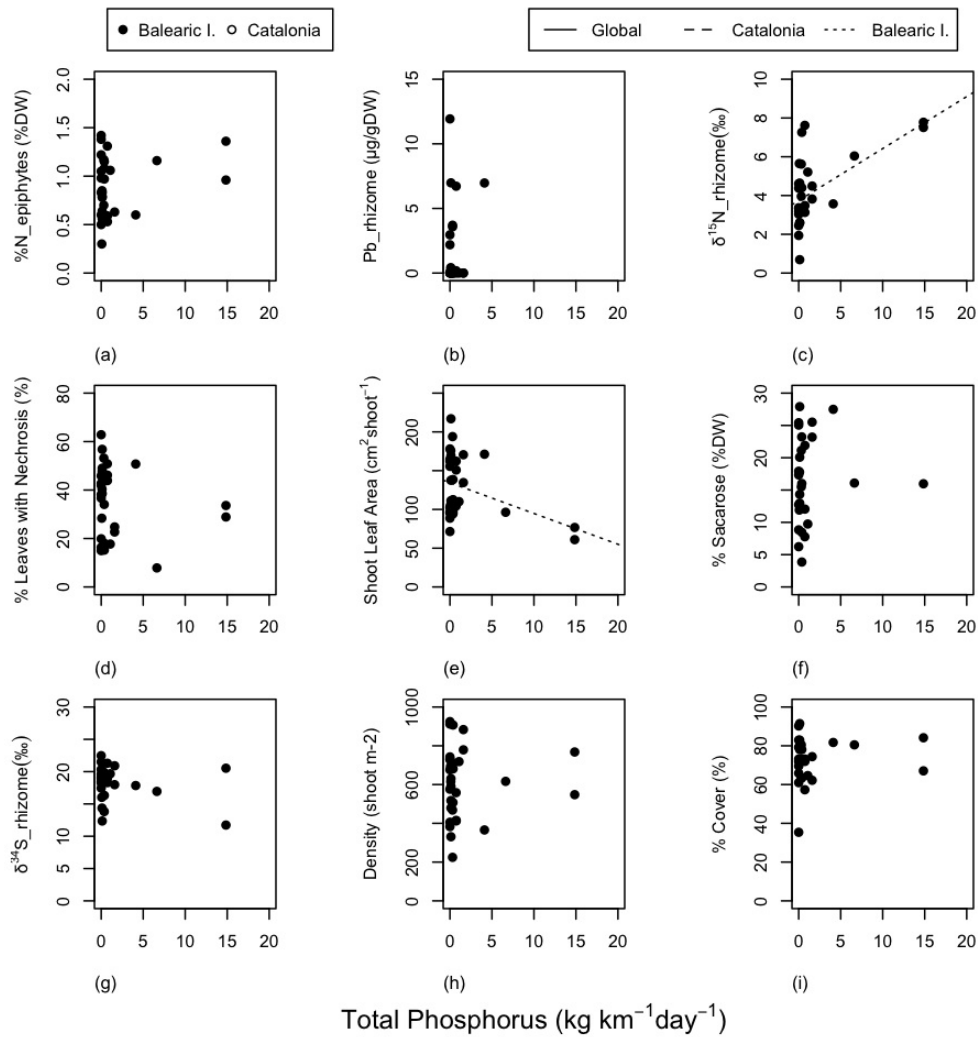 ● Balearic I. ○ Catalonia
Global Catalonia Balearic I.
%N_epiphytes (%DW)
0.0 0.5 1.0 1.5 2.0
0 5 10 15 20
(a)
Pb_rhizome (µg/gDW)
0 5 10 15
0 5 10 15 20
(b)
δ¹⁵N_rhizome(‰)
0 2 4 6 8 10
0 5 10 15 20
(c)
% Leaves with Nechrosis (%)
0 20 40 60 80
0 5 10 15 20
(d)
Shoot Leaf Area (cm² shoot⁻¹)
0 50 100 200
0 5 10 15 20
(e)
% Sacarose (%DW)
0 5 10 20 30
0 5 10 15 20
(f)
δ³⁴S_rhizome(‰)
0 5 10 20 30
0 5 10 15 20
(g)
Density (shoot m-2)
0 200 600 1000
0 5 10 15 20
(h)
% Cover (%)
0 20 40 60 80 100
0 5 10 15 20
(i)
Total Phosphorus (kg km⁻¹day⁻¹)